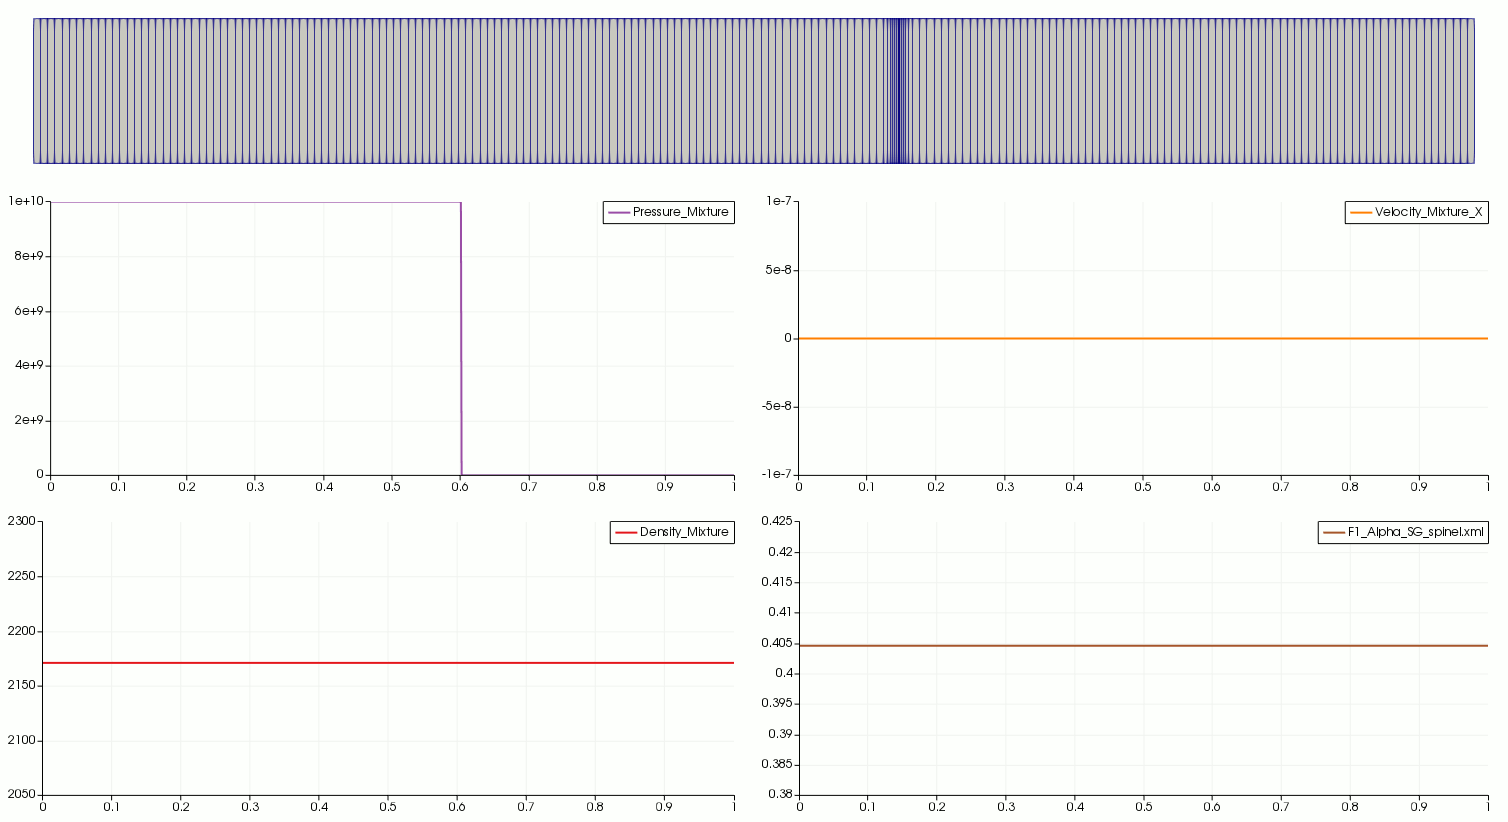 1e+10
8e+9
6e+9
4e+9
2e+9
0
0 0.1 0.2 0.3 0.4 0.5 0.6 0.7 0.8 0.9 1
Pressure_Mixture
1e-7
5e-8
0
-5e-8
-1e-7
0 0.1 0.2 0.3 0.4 0.5 0.6 0.7 0.8 0.9 1
Velocity_Mixture_X
2300
2250
2200
2150
2100
2050
0 0.1 0.2 0.3 0.4 0.5 0.6 0.7 0.8 0.9 1
Density_Mixture
0.425
0.42
0.415
0.41
0.405
0.4
0.395
0.39
0.385
0.38
0 0.1 0.2 0.3 0.4 0.5 0.6 0.7 0.8 0.9 1
F1_Alpha_SG_spinel.xml